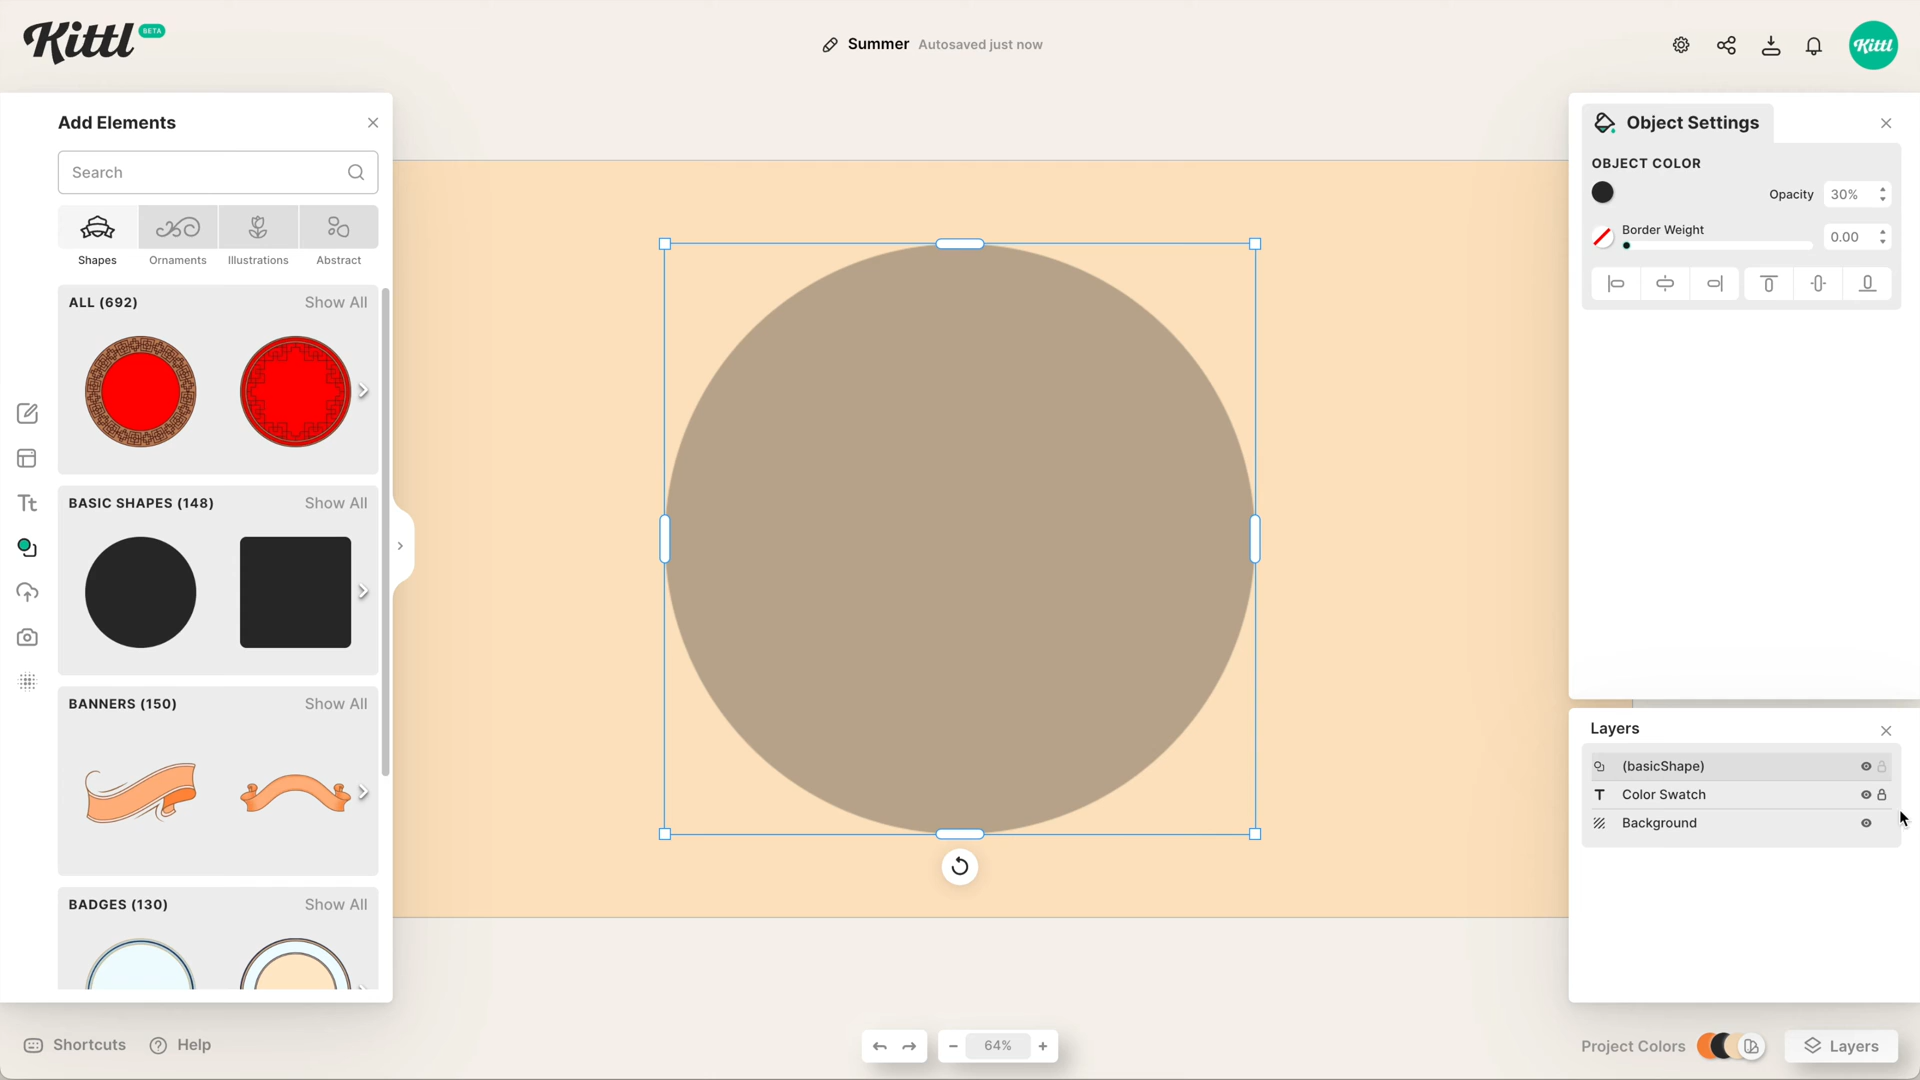 Kittl BETA
Summer Autosaved just now
Kittl
Add Elements
Search
Shapes Ornaments Illustrations Abstract
ALL (692) Show All
BASIC SHAPES (148) Show All
BANNERS (150) Show All
BADGES (130) Show All
Tt
Object Settings
OBJECT COLOR
Opacity 30%
Border Weight 0.00
Layers
(basicShape)
T Color Swatch
Background
Shortcuts Help
64%
Project Colors Layers